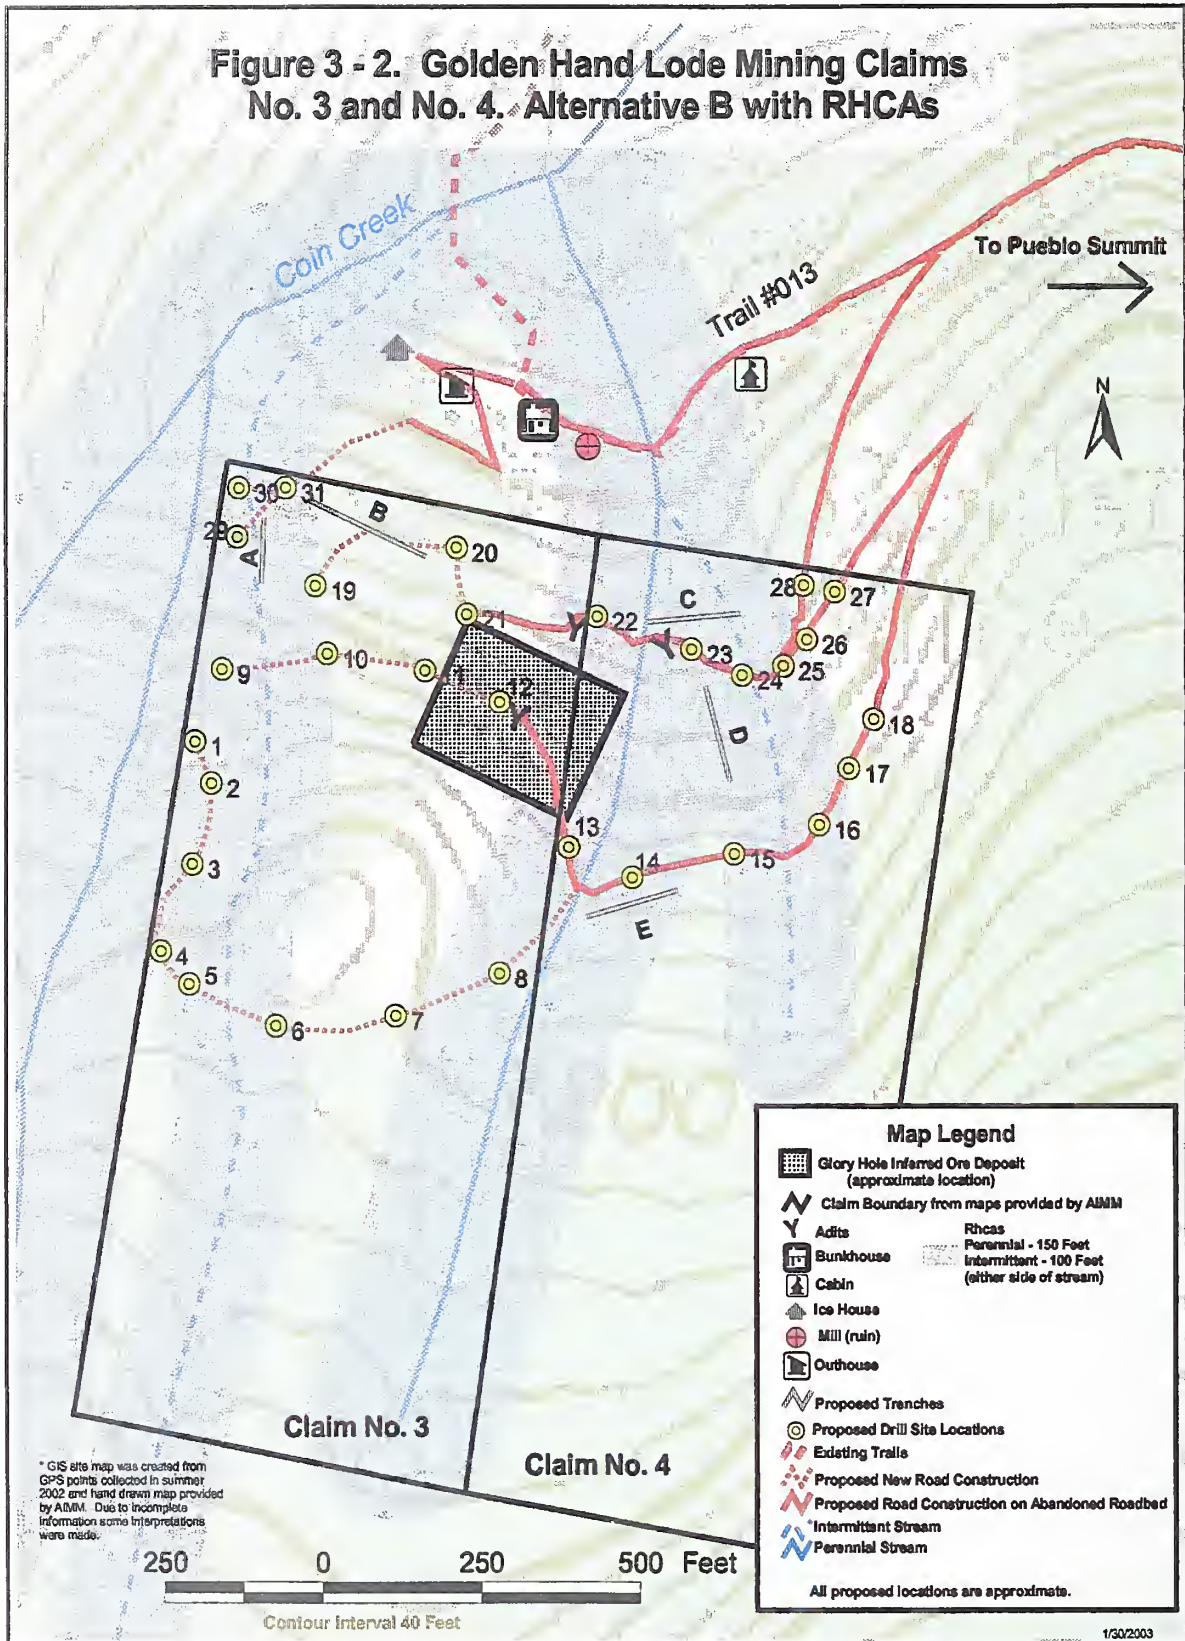 Figure 3 - 2. Golden Hand Lode Mining Claims
No. 3 and No. 4. Alternative B with RHCAs
Coin Creek
To Pueblo Summit
Trail #013
N
30
31
B
29
A
20
19
28
27
C
21
22
26
23
10
25
9
11
24
12
18
D
1
17
2
16
13
3
15
14
E
4
8
5
7
6
Map Legend
Glory Hole Inferred Ore Deposit
(approximate location)
Claim Boundary from maps provided by AIMM
Adits
Bunkhouse
Cabin
Ice House
Mill (ruin)
Outhouse
Rhcas
Perennial - 150 Feet
Intermittent - 100 Feet
(either side of stream)
Proposed Trenches
Proposed Drill Site Locations
Existing Trails
Proposed New Road Construction
Proposed Road Construction on Abandoned Roadbed
Intermittent Stream
Perennial Stream
All proposed locations are approximate.
Claim No. 3
Claim No. 4
* GIS site map was created from
GPS points collected in summer
2002 and hand drawn map provided
by AIMM. Due to incomplete
information some interpretations
were made.
250 0 250 500 Feet
Contour Interval 40 Feet
1/30/2003